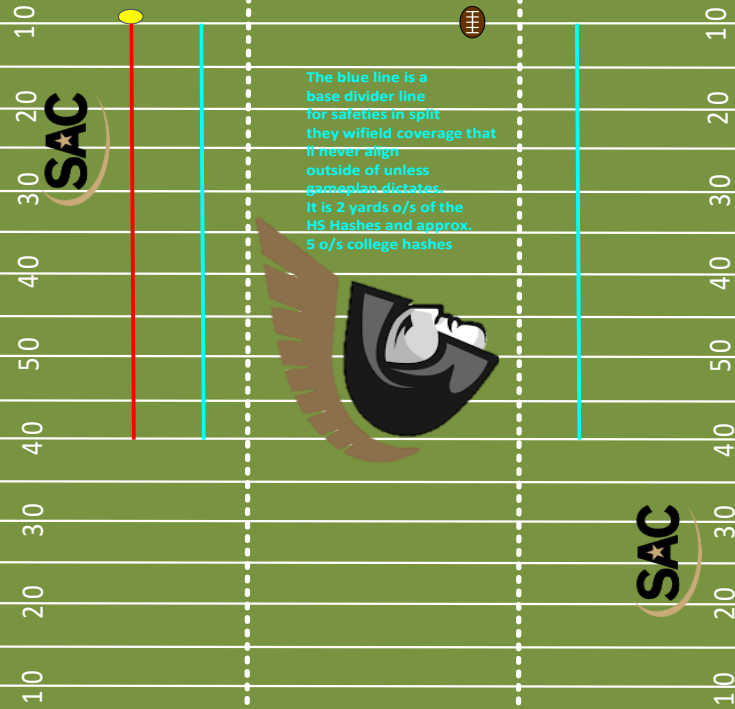 10 10
The blue line is a
base divider line
for safeties in split
they wifield coverage that
ll never align
outside of unless
gameplan dictates.
It is 2 yards o/s of the
HS Hashes and approx.
5 o/s college hashes
20 20
SAC
30 30
40 40
50 50
40 40
30 30
SAC
20 20
10 10